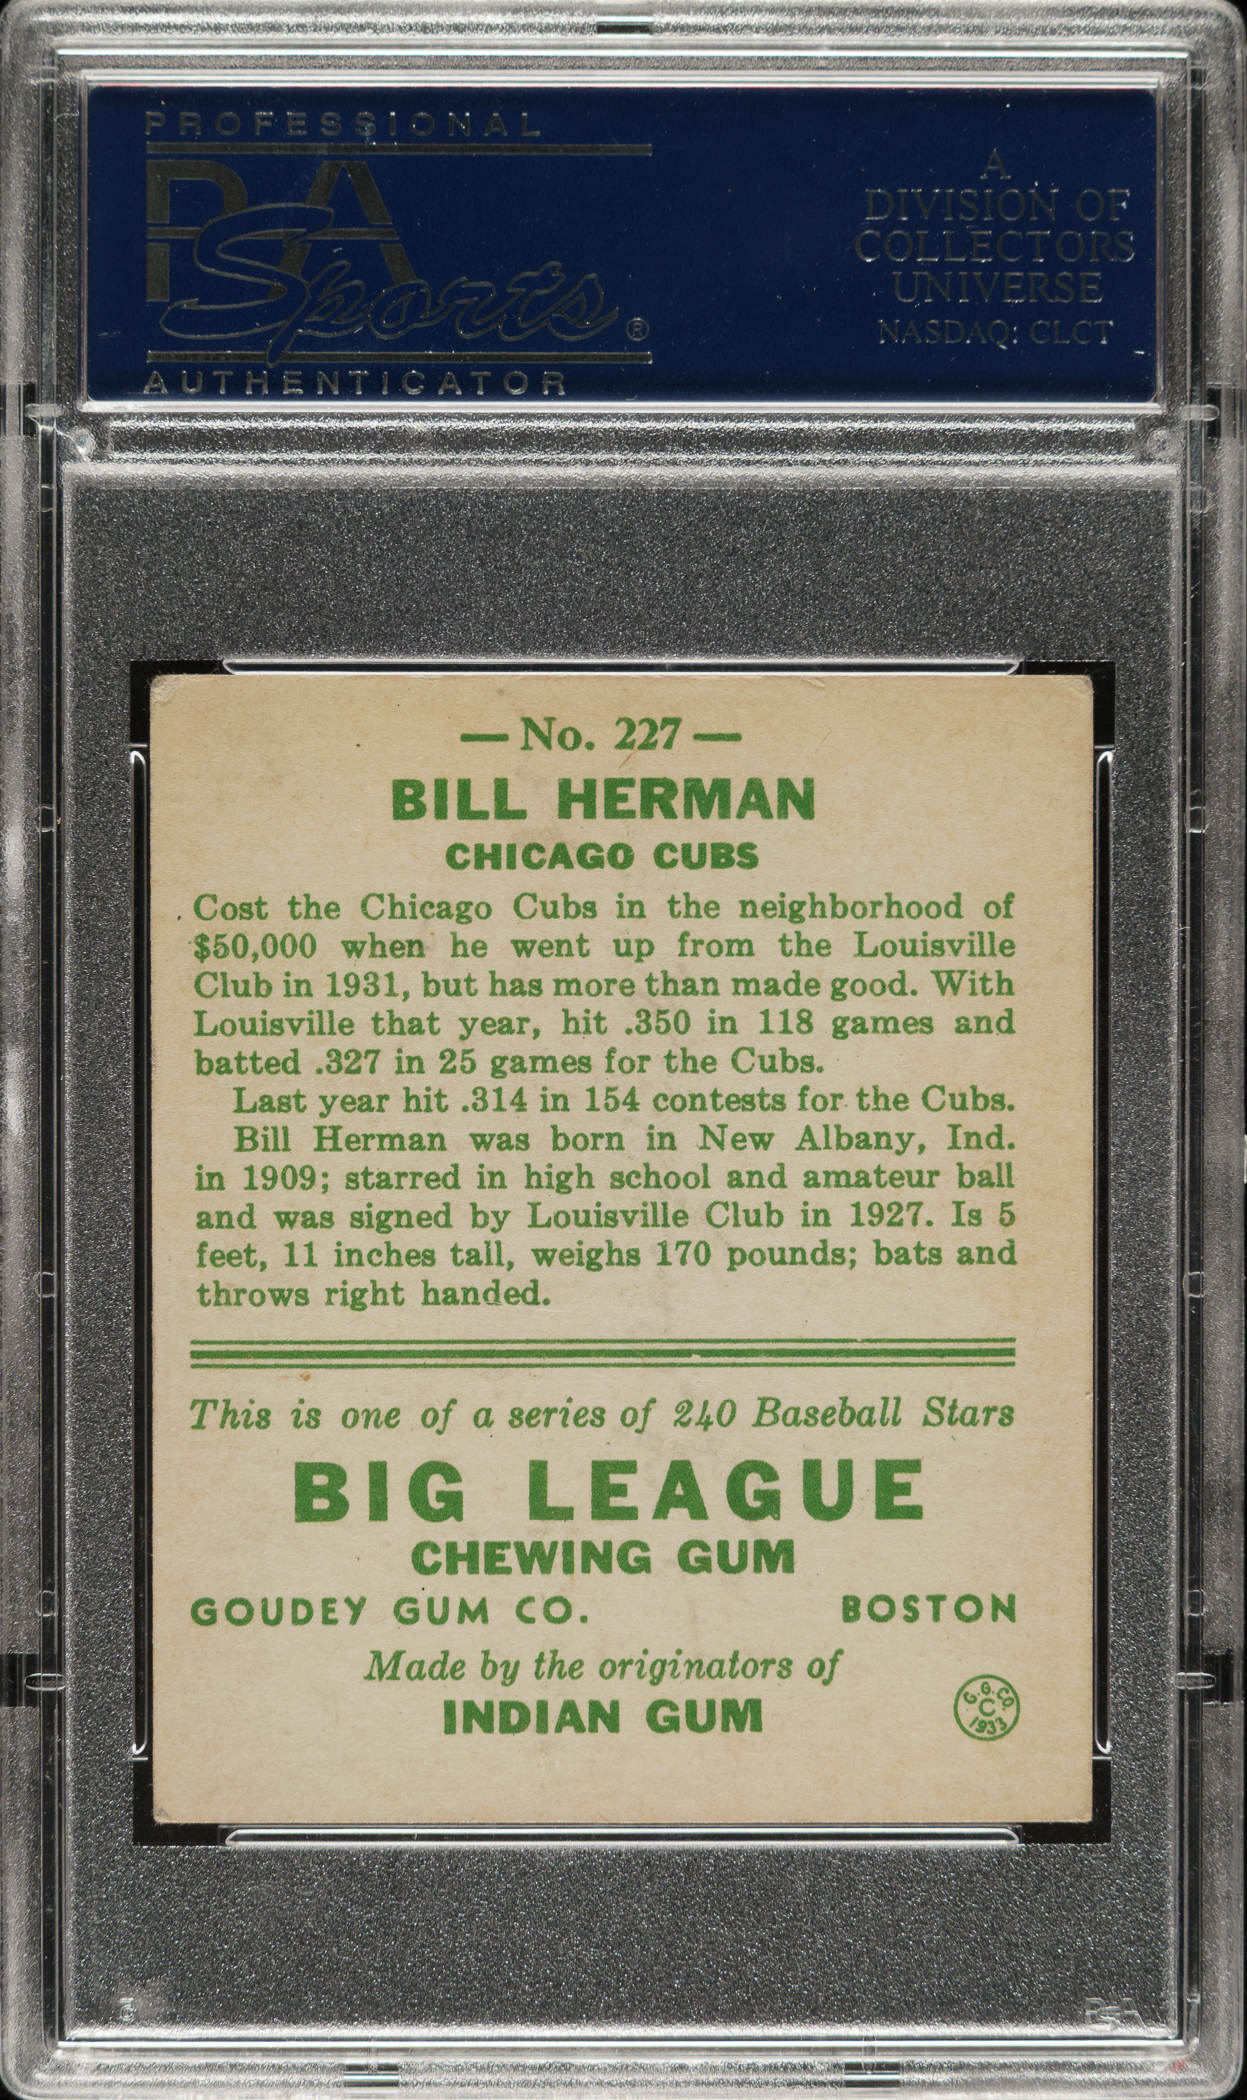 PROFESSIONAL
PSA
Sports ®
AUTHENTICATOR
A
DIVISION OF
COLLECTORS
UNIVERSE
NASDAQ: CLCT
— No. 227 —
BILL HERMAN
CHICAGO CUBS
Cost the Chicago Cubs in the neighborhood of
$50,000 when he went up from the Louisville
Club in 1931, but has more than made good. With
Louisville that year, hit .350 in 118 games and
batted .327 in 25 games for the Cubs.
Last year hit .314 in 154 contests for the Cubs.
Bill Herman was born in New Albany, Ind.
in 1909; starred in high school and amateur ball
and was signed by Louisville Club in 1927. Is 5
feet, 11 inches tall, weighs 170 pounds; bats and
throws right handed.
This is one of a series of 240 Baseball Stars
BIG LEAGUE
CHEWING GUM
GOUDEY GUM CO. BOSTON
Made by the originators of
INDIAN GUM
G.G.CO.
C
1933
PSA